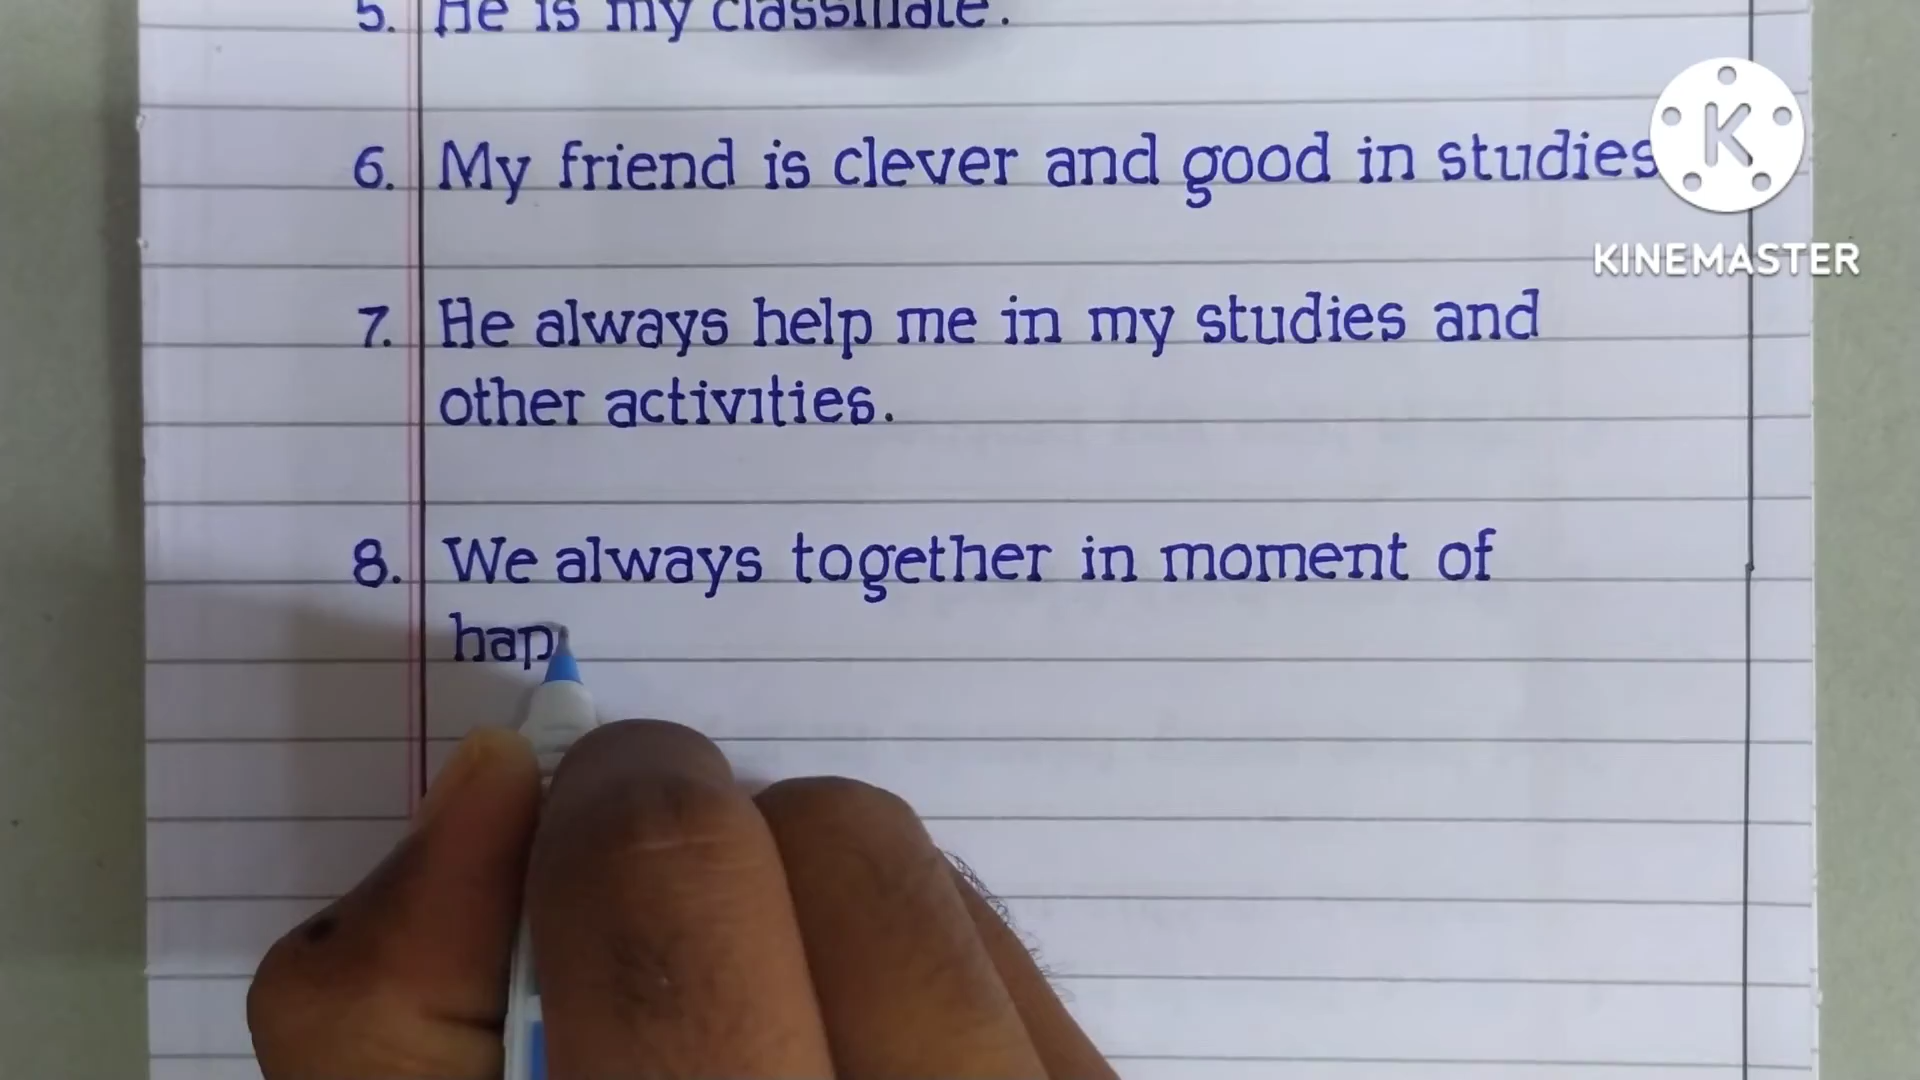 5. He is my classmate.
6. My friend is clever and good in studies
K
KINEMASTER
7. He always help me in my studies and
other activities.
8. We always together in moment of
hap